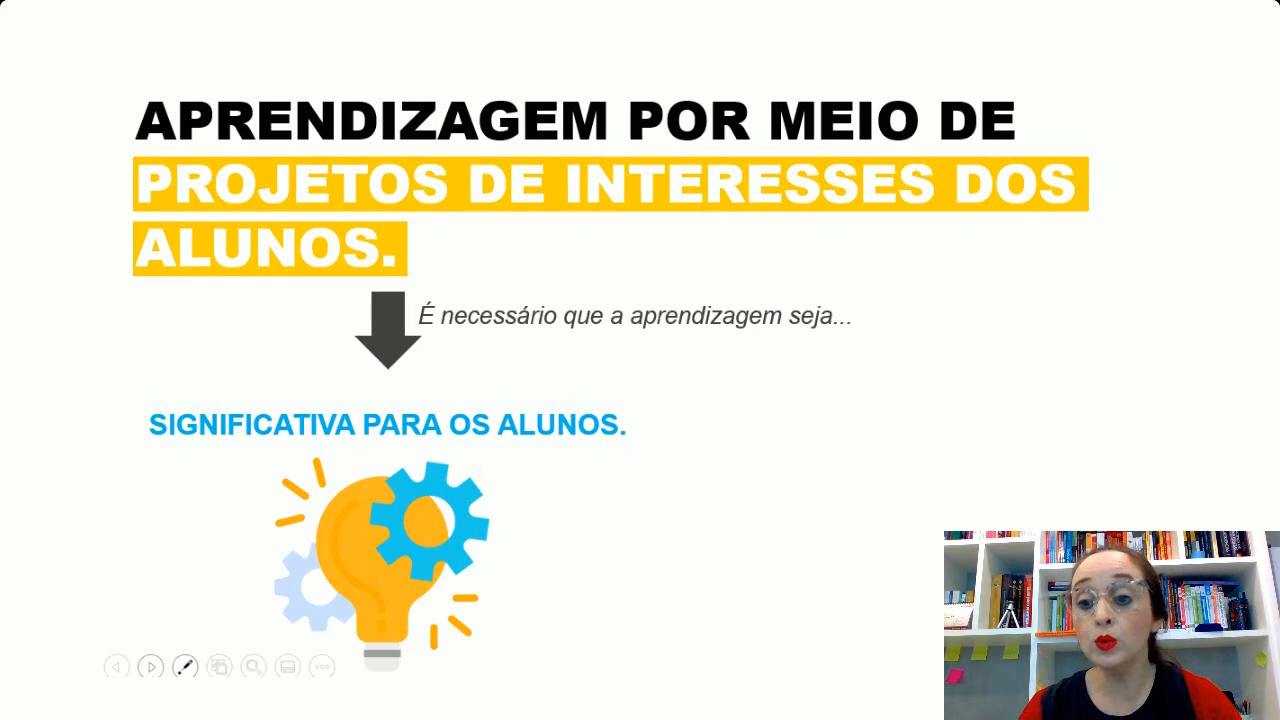 APRENDIZAGEM POR MEIO DE
PROJETOS DE INTERESSES DOS
ALUNOS.
É necessário que a aprendizagem seja...
SIGNIFICATIVA PARA OS ALUNOS.